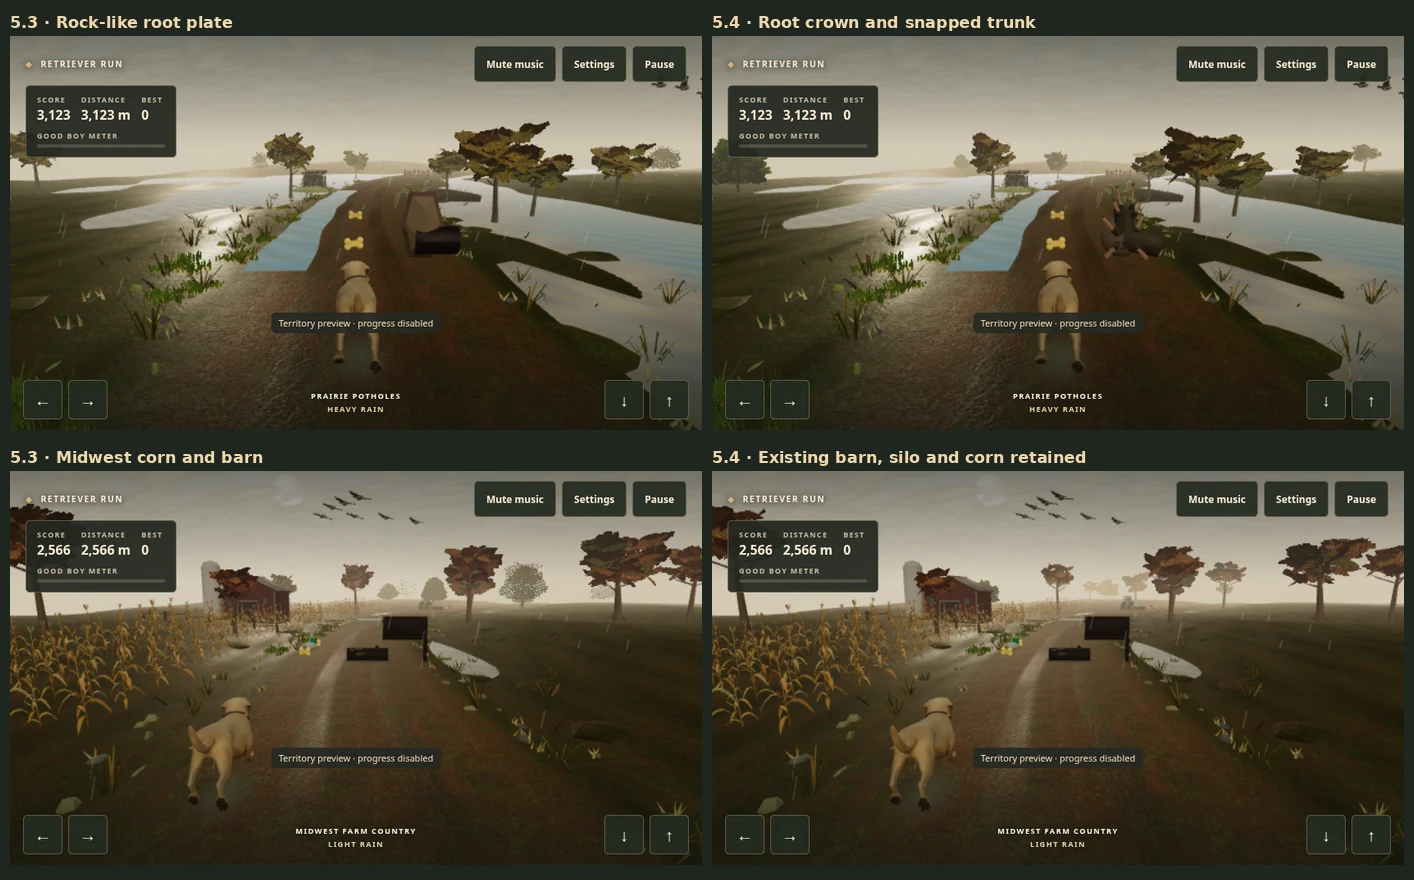 5.3 · Rock-like root plate
RETRIEVER RUN
Mute music
Settings
Pause
SCORE DISTANCE BEST
3,123 3,123 m 0
GOOD BOY METER
Territory preview · progress disabled
← →
PRAIRIE POTHOLES
HEAVY RAIN
↓ ↑
5.4 · Root crown and snapped trunk
RETRIEVER RUN
Mute music
Settings
Pause
SCORE DISTANCE BEST
3,123 3,123 m 0
GOOD BOY METER
Territory preview · progress disabled
← →
PRAIRIE POTHOLES
HEAVY RAIN
↓ ↑
5.3 · Midwest corn and barn
RETRIEVER RUN
Mute music
Settings
Pause
SCORE DISTANCE BEST
2,566 2,566 m 0
GOOD BOY METER
Territory preview · progress disabled
← →
MIDWEST FARM COUNTRY
LIGHT RAIN
↓ ↑
5.4 · Existing barn, silo and corn retained
RETRIEVER RUN
Mute music
Settings
Pause
SCORE DISTANCE BEST
2,566 2,566 m 0
GOOD BOY METER
Territory preview · progress disabled
← →
MIDWEST FARM COUNTRY
LIGHT RAIN
↓ ↑